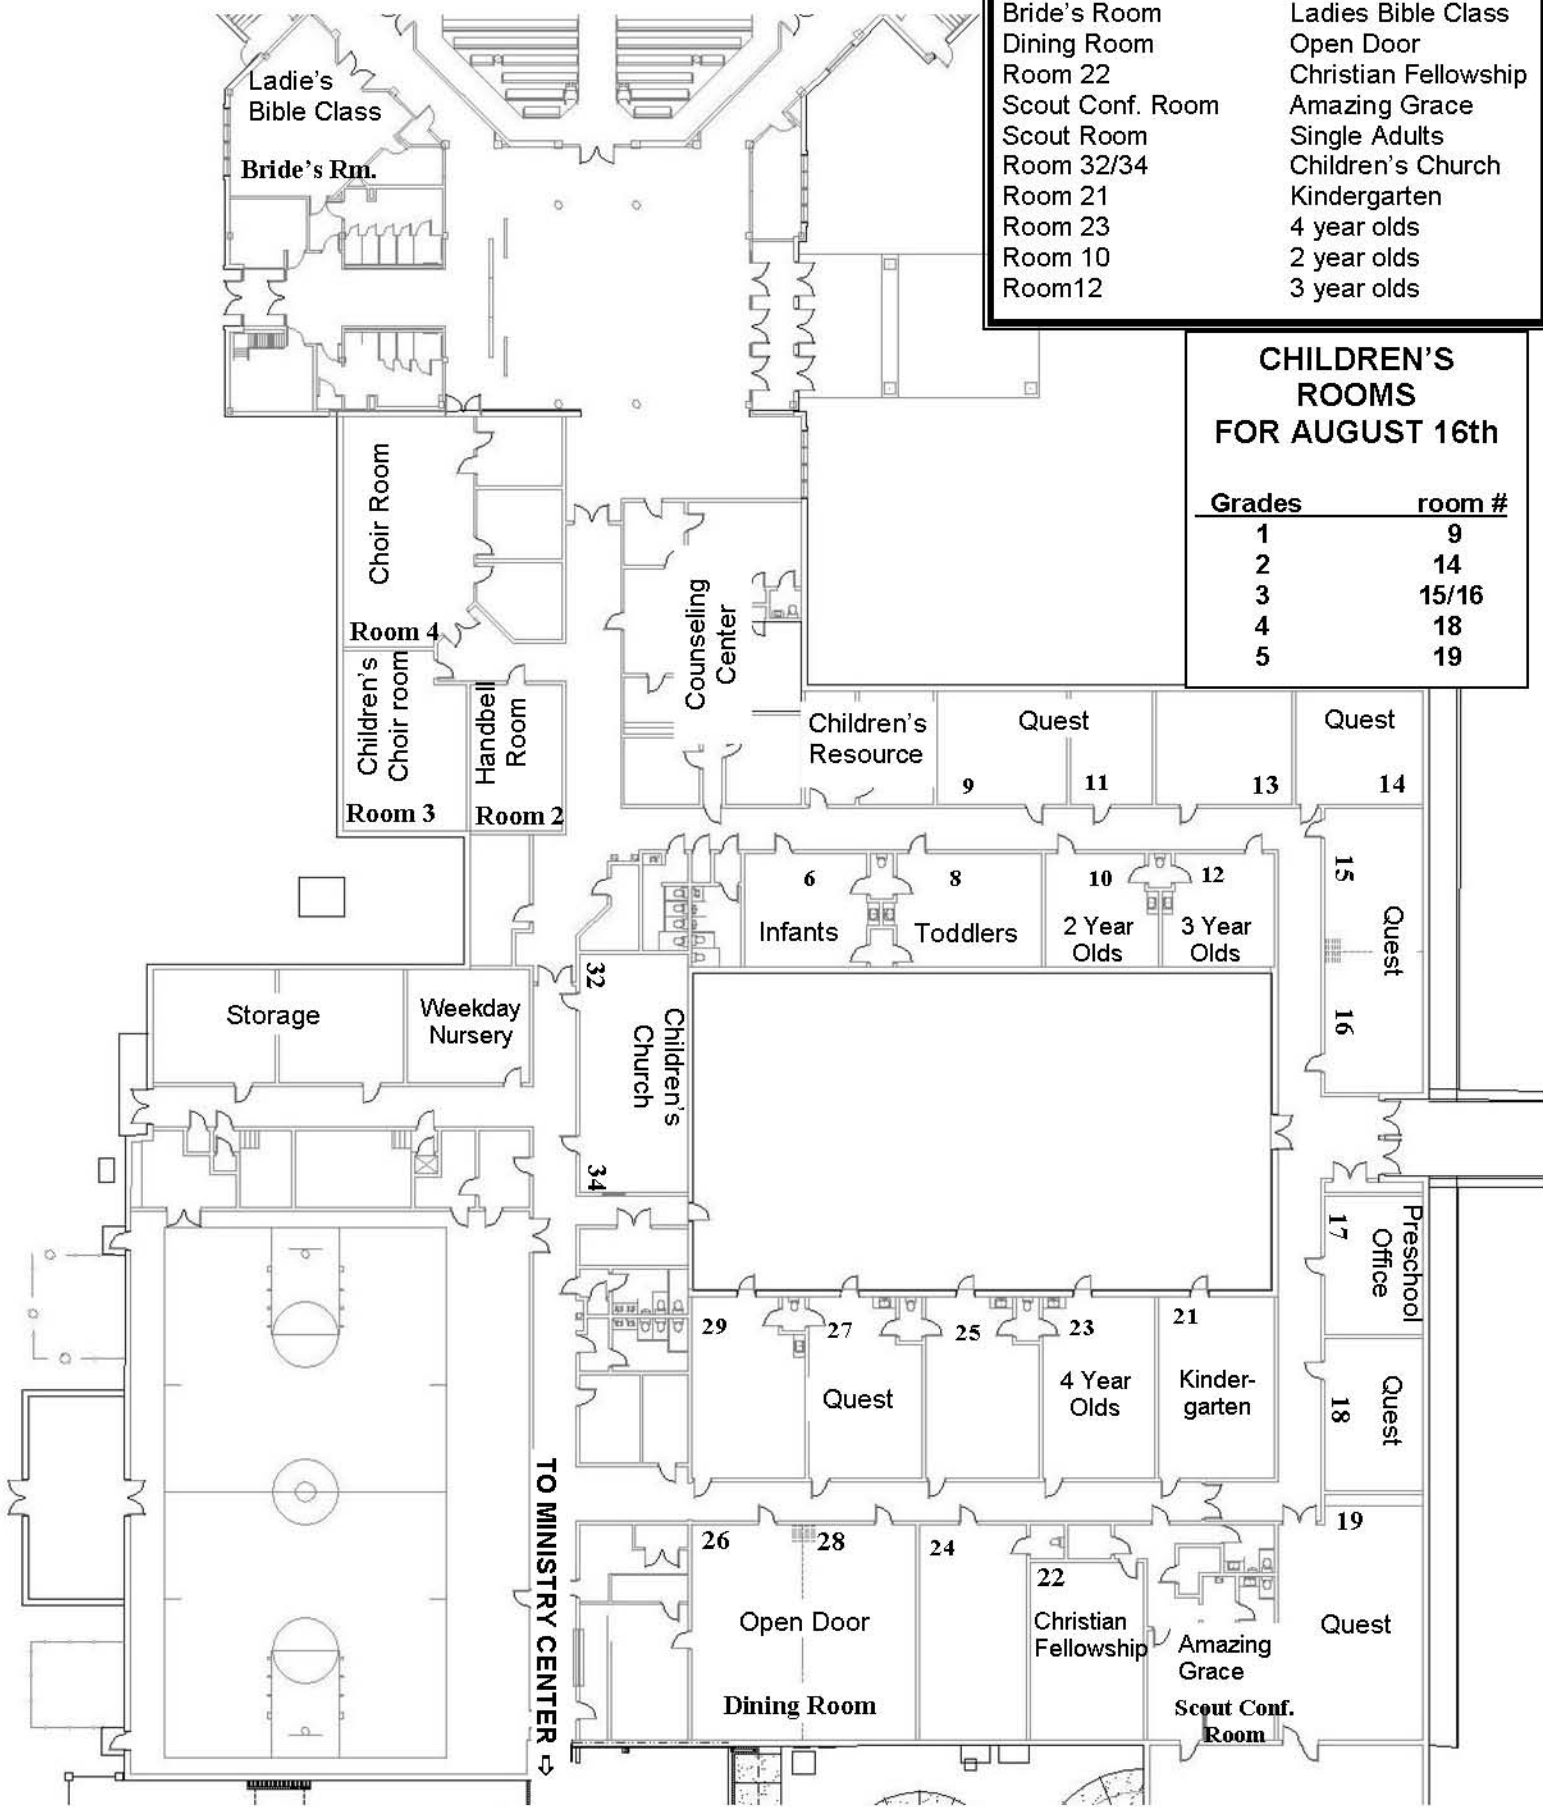 Bride's Room Ladies Bible Class
Dining Room Open Door
Room 22 Christian Fellowship
Scout Conf. Room Amazing Grace
Scout Room Single Adults
Room 32/34 Children's Church
Room 21 Kindergarten
Room 23 4 year olds
Room 10 2 year olds
Room12 3 year olds
CHILDREN'S
ROOMS
FOR AUGUST 16th
Grades room #
1 9
2 14
3 15/16
4 18
5 19
Ladie's
Bible Class
Bride's Rm.
Choir Room
Room 4
Children's
Choir room
Room 3
Handbell
Room
Room 2
Counseling
Center
Children's
Resource
Quest
9
11
13
Quest
14
6
Infants
8
Toddlers
10
2 Year
Olds
12
3 Year
Olds
15
Quest
16
Storage
Weekday
Nursery
32
Children's
Church
34
17
Preschool
Office
29
27
Quest
25
23
4 Year
Olds
21
Kinder-
garten
18
Quest
TO MINISTRY CENTER ⇨
26
28
Open Door
Dining Room
24
22
Christian
Fellowship
Amazing
Grace
Scout Conf.
Room
19
Quest